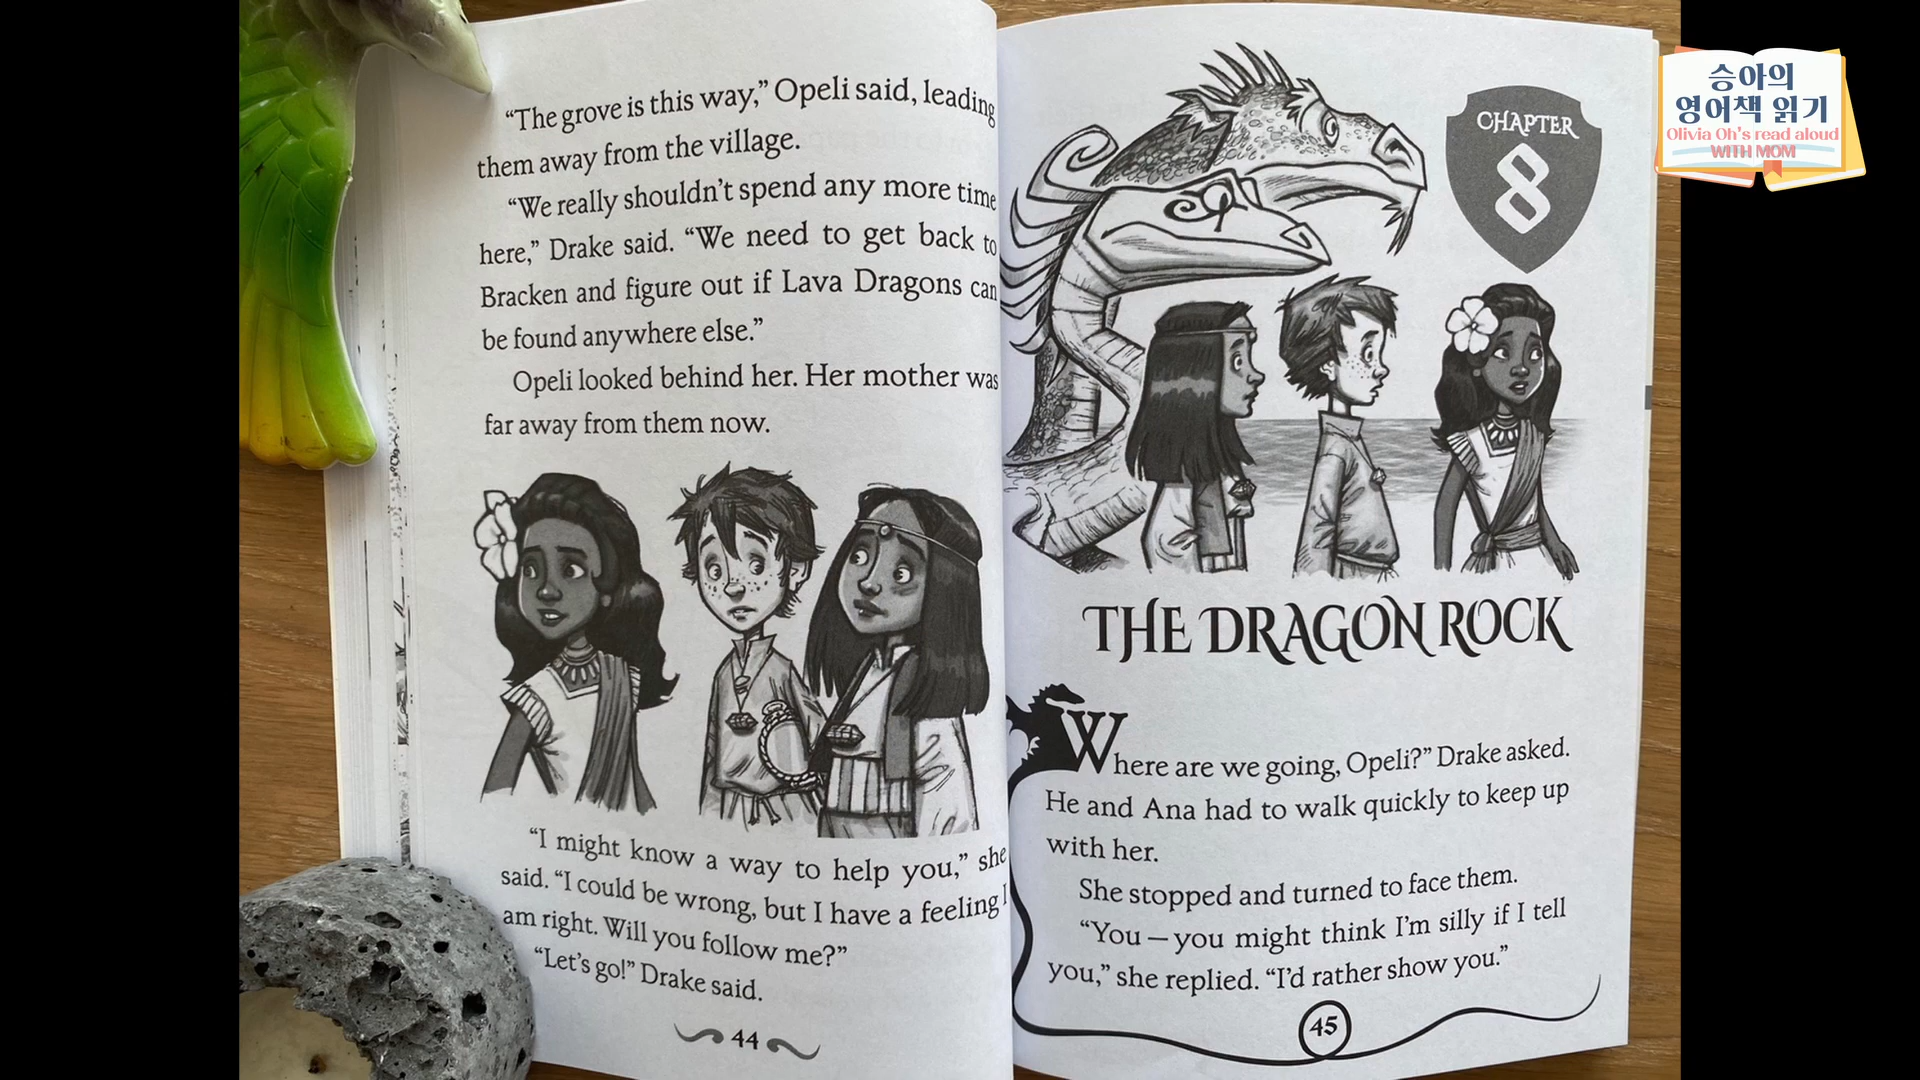 “The grove is this way,” Opeli said, leading
them away from the village.
“We really shouldn’t spend any more time
here,” Drake said. “We need to get back to
Bracken and figure out if Lava Dragons can
be found anywhere else.”
Opeli looked behind her. Her mother was
far away from them now.
“I might know a way to help you,” she
said. “I could be wrong, but I have a feeling I
am right. Will you follow me?”
“Let’s go!” Drake said.
44
CHAPTER
8
THE DRAGON ROCK
Where are we going, Opeli?” Drake asked.
He and Ana had to walk quickly to keep up
with her.
She stopped and turned to face them.
“You — you might think I’m silly if I tell
you,” she replied. “I’d rather show you.”
45
승아의
영어책 읽기
Olivia Oh's read aloud
WITH MOM